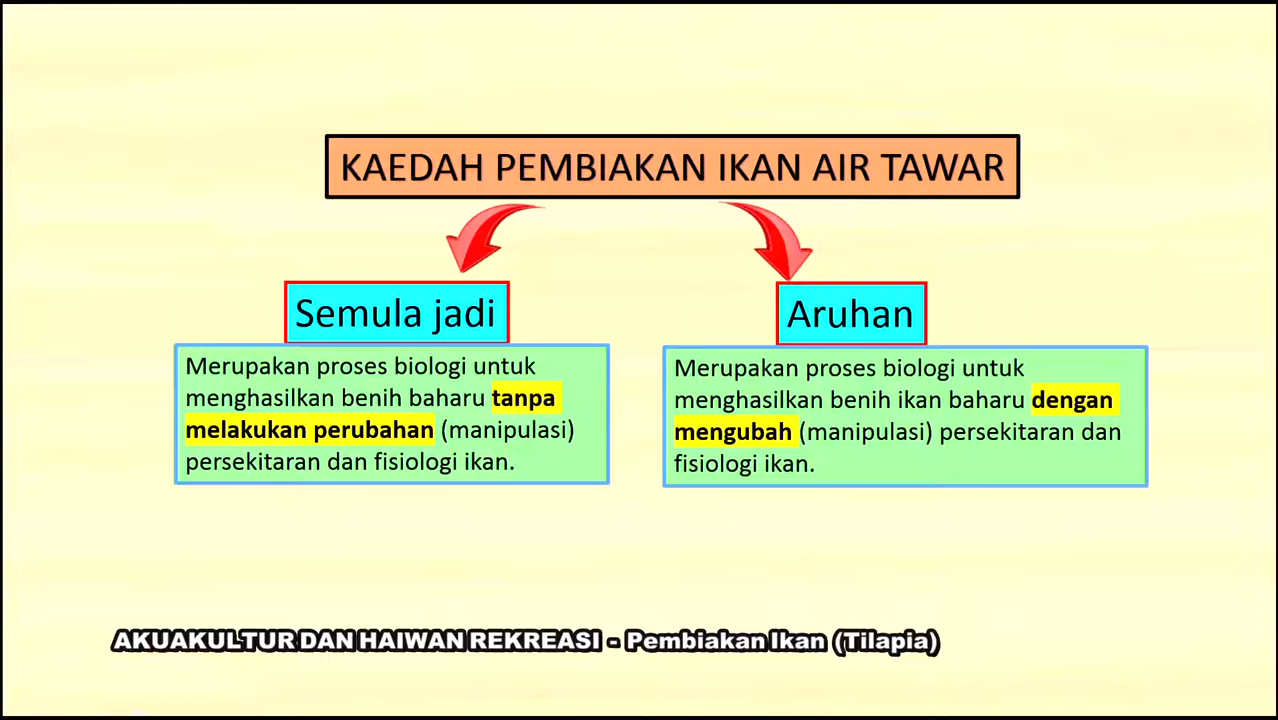 KAEDAH PEMBIAKAN IKAN AIR TAWAR
Semula jadi
Merupakan proses biologi untuk
menghasilkan benih baharu tanpa
melakukan perubahan (manipulasi)
persekitaran dan fisiologi ikan.
Aruhan
Merupakan proses biologi untuk
menghasilkan benih ikan baharu dengan
mengubah (manipulasi) persekitaran dan
fisiologi ikan.
AKUAKULTUR DAN HAIWAN REKREASI - Pembiakan Ikan (Tilapia)